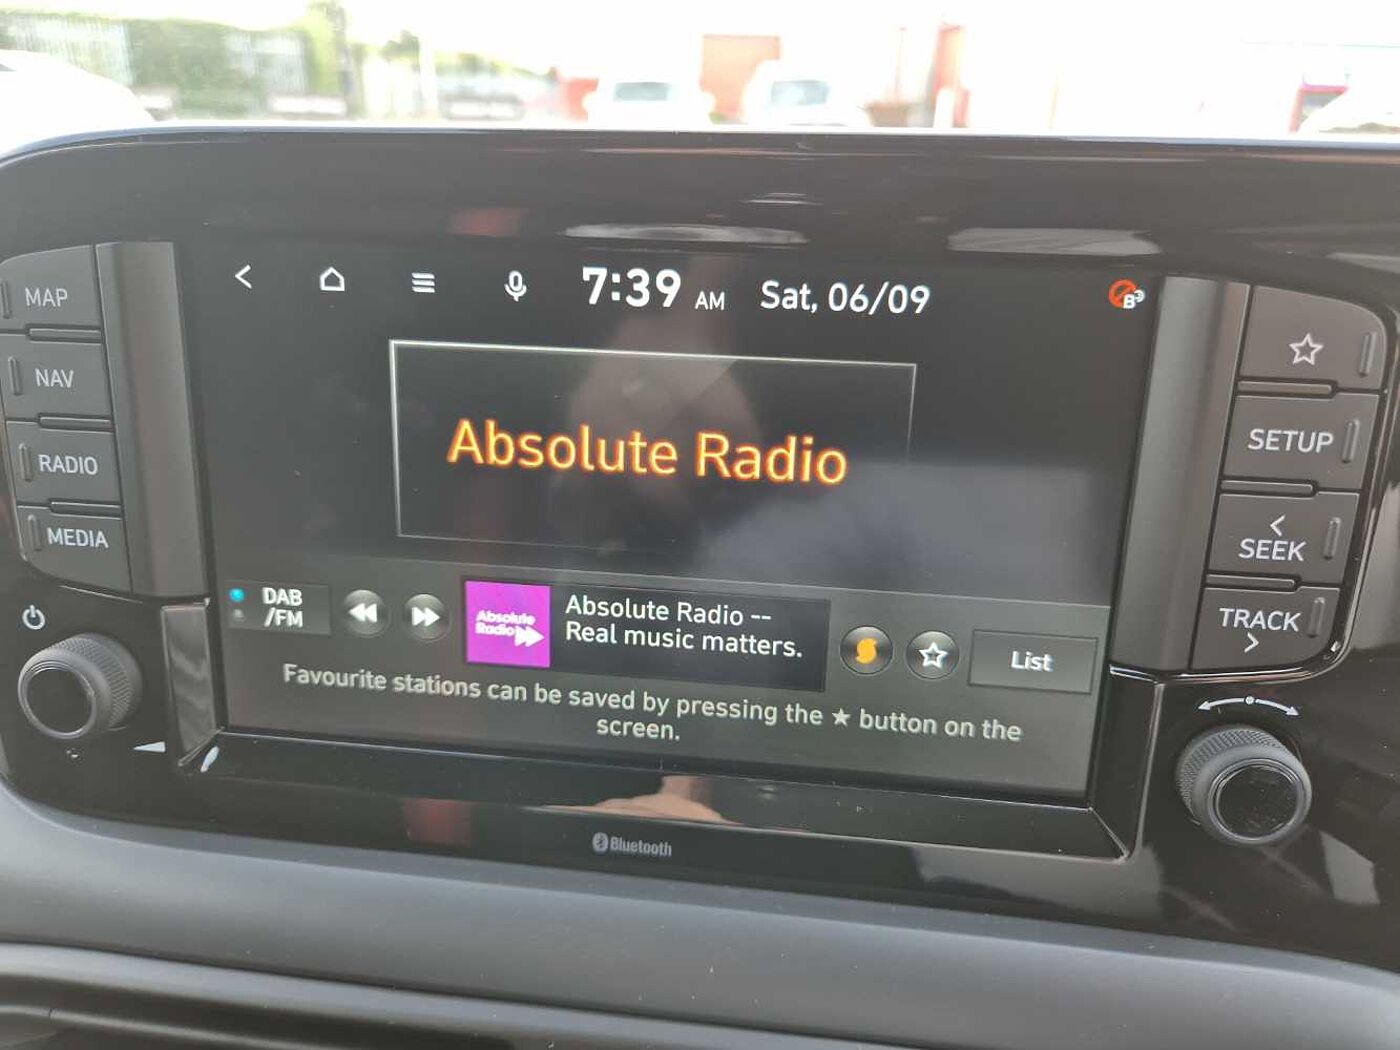 7:39 AM Sat, 06/09
B
MAP
NAV
RADIO
MEDIA
Absolute Radio
DAB
/FM
Absolute
Radio
Absolute Radio --
Real music matters.
List
Favourite stations can be saved by pressing the ★ button on the
screen.
SETUP
<
SEEK
TRACK
>
Bluetooth